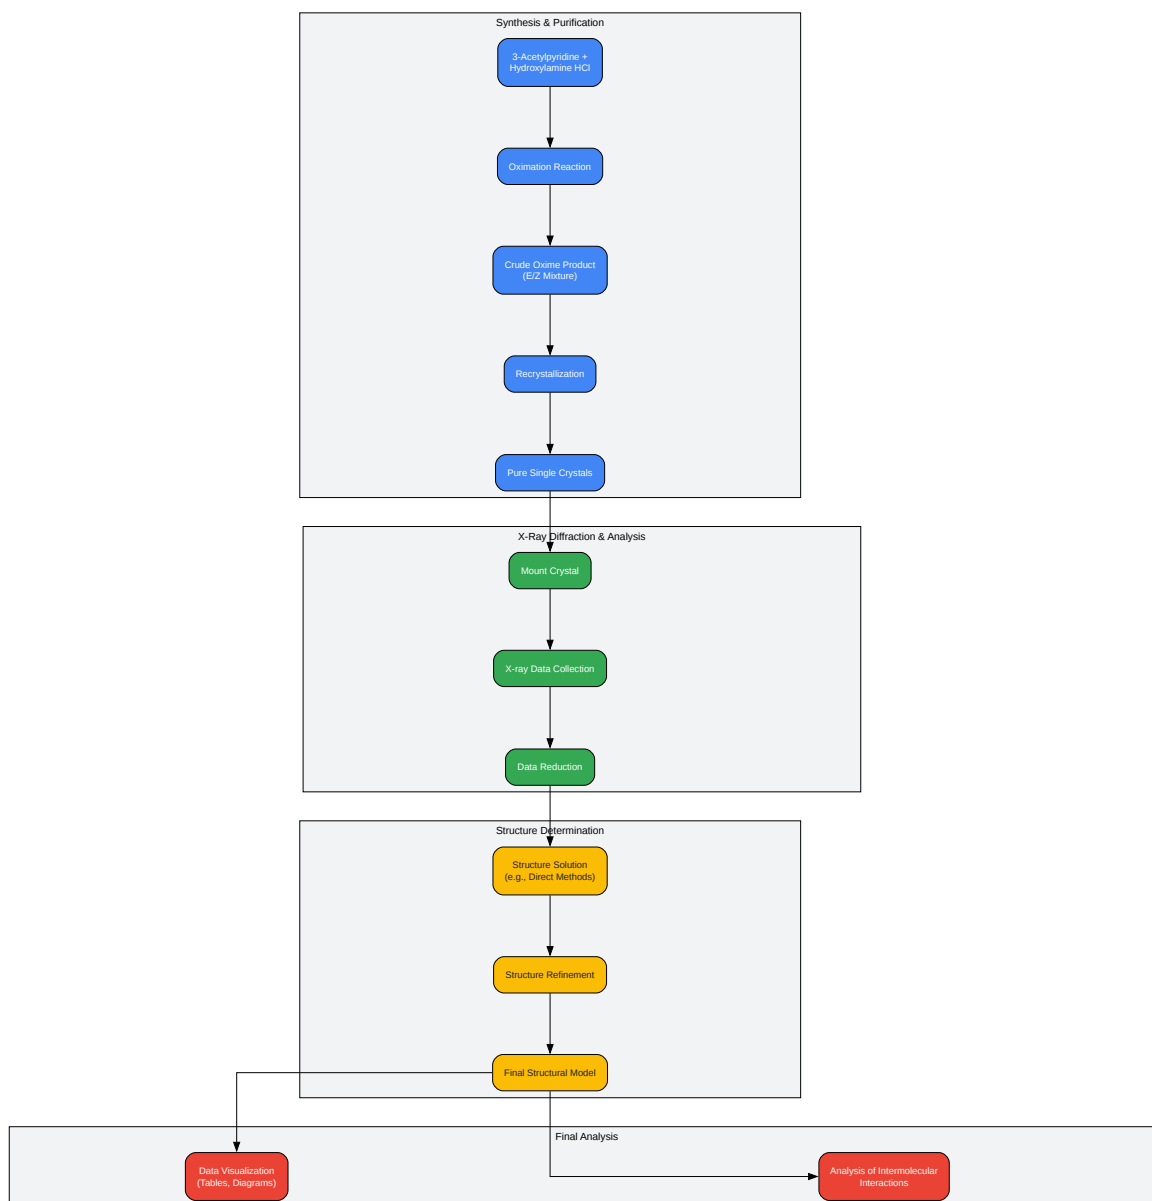 Synthesis & Purification
3-Acetylpyridine +
Hydroxylamine HCl
Oximation Reaction
Crude Oxime Product
(E/Z Mixture)
Recrystallization
Pure Single Crystals
X-Ray Diffraction & Analysis
Mount Crystal
X-ray Data Collection
Data Reduction
Structure Determination
Structure Solution
(e.g., Direct Methods)
Structure Refinement
Final Structural Model
Final Analysis
Data Visualization
(Tables, Diagrams)
Analysis of Intermolecular
Interactions